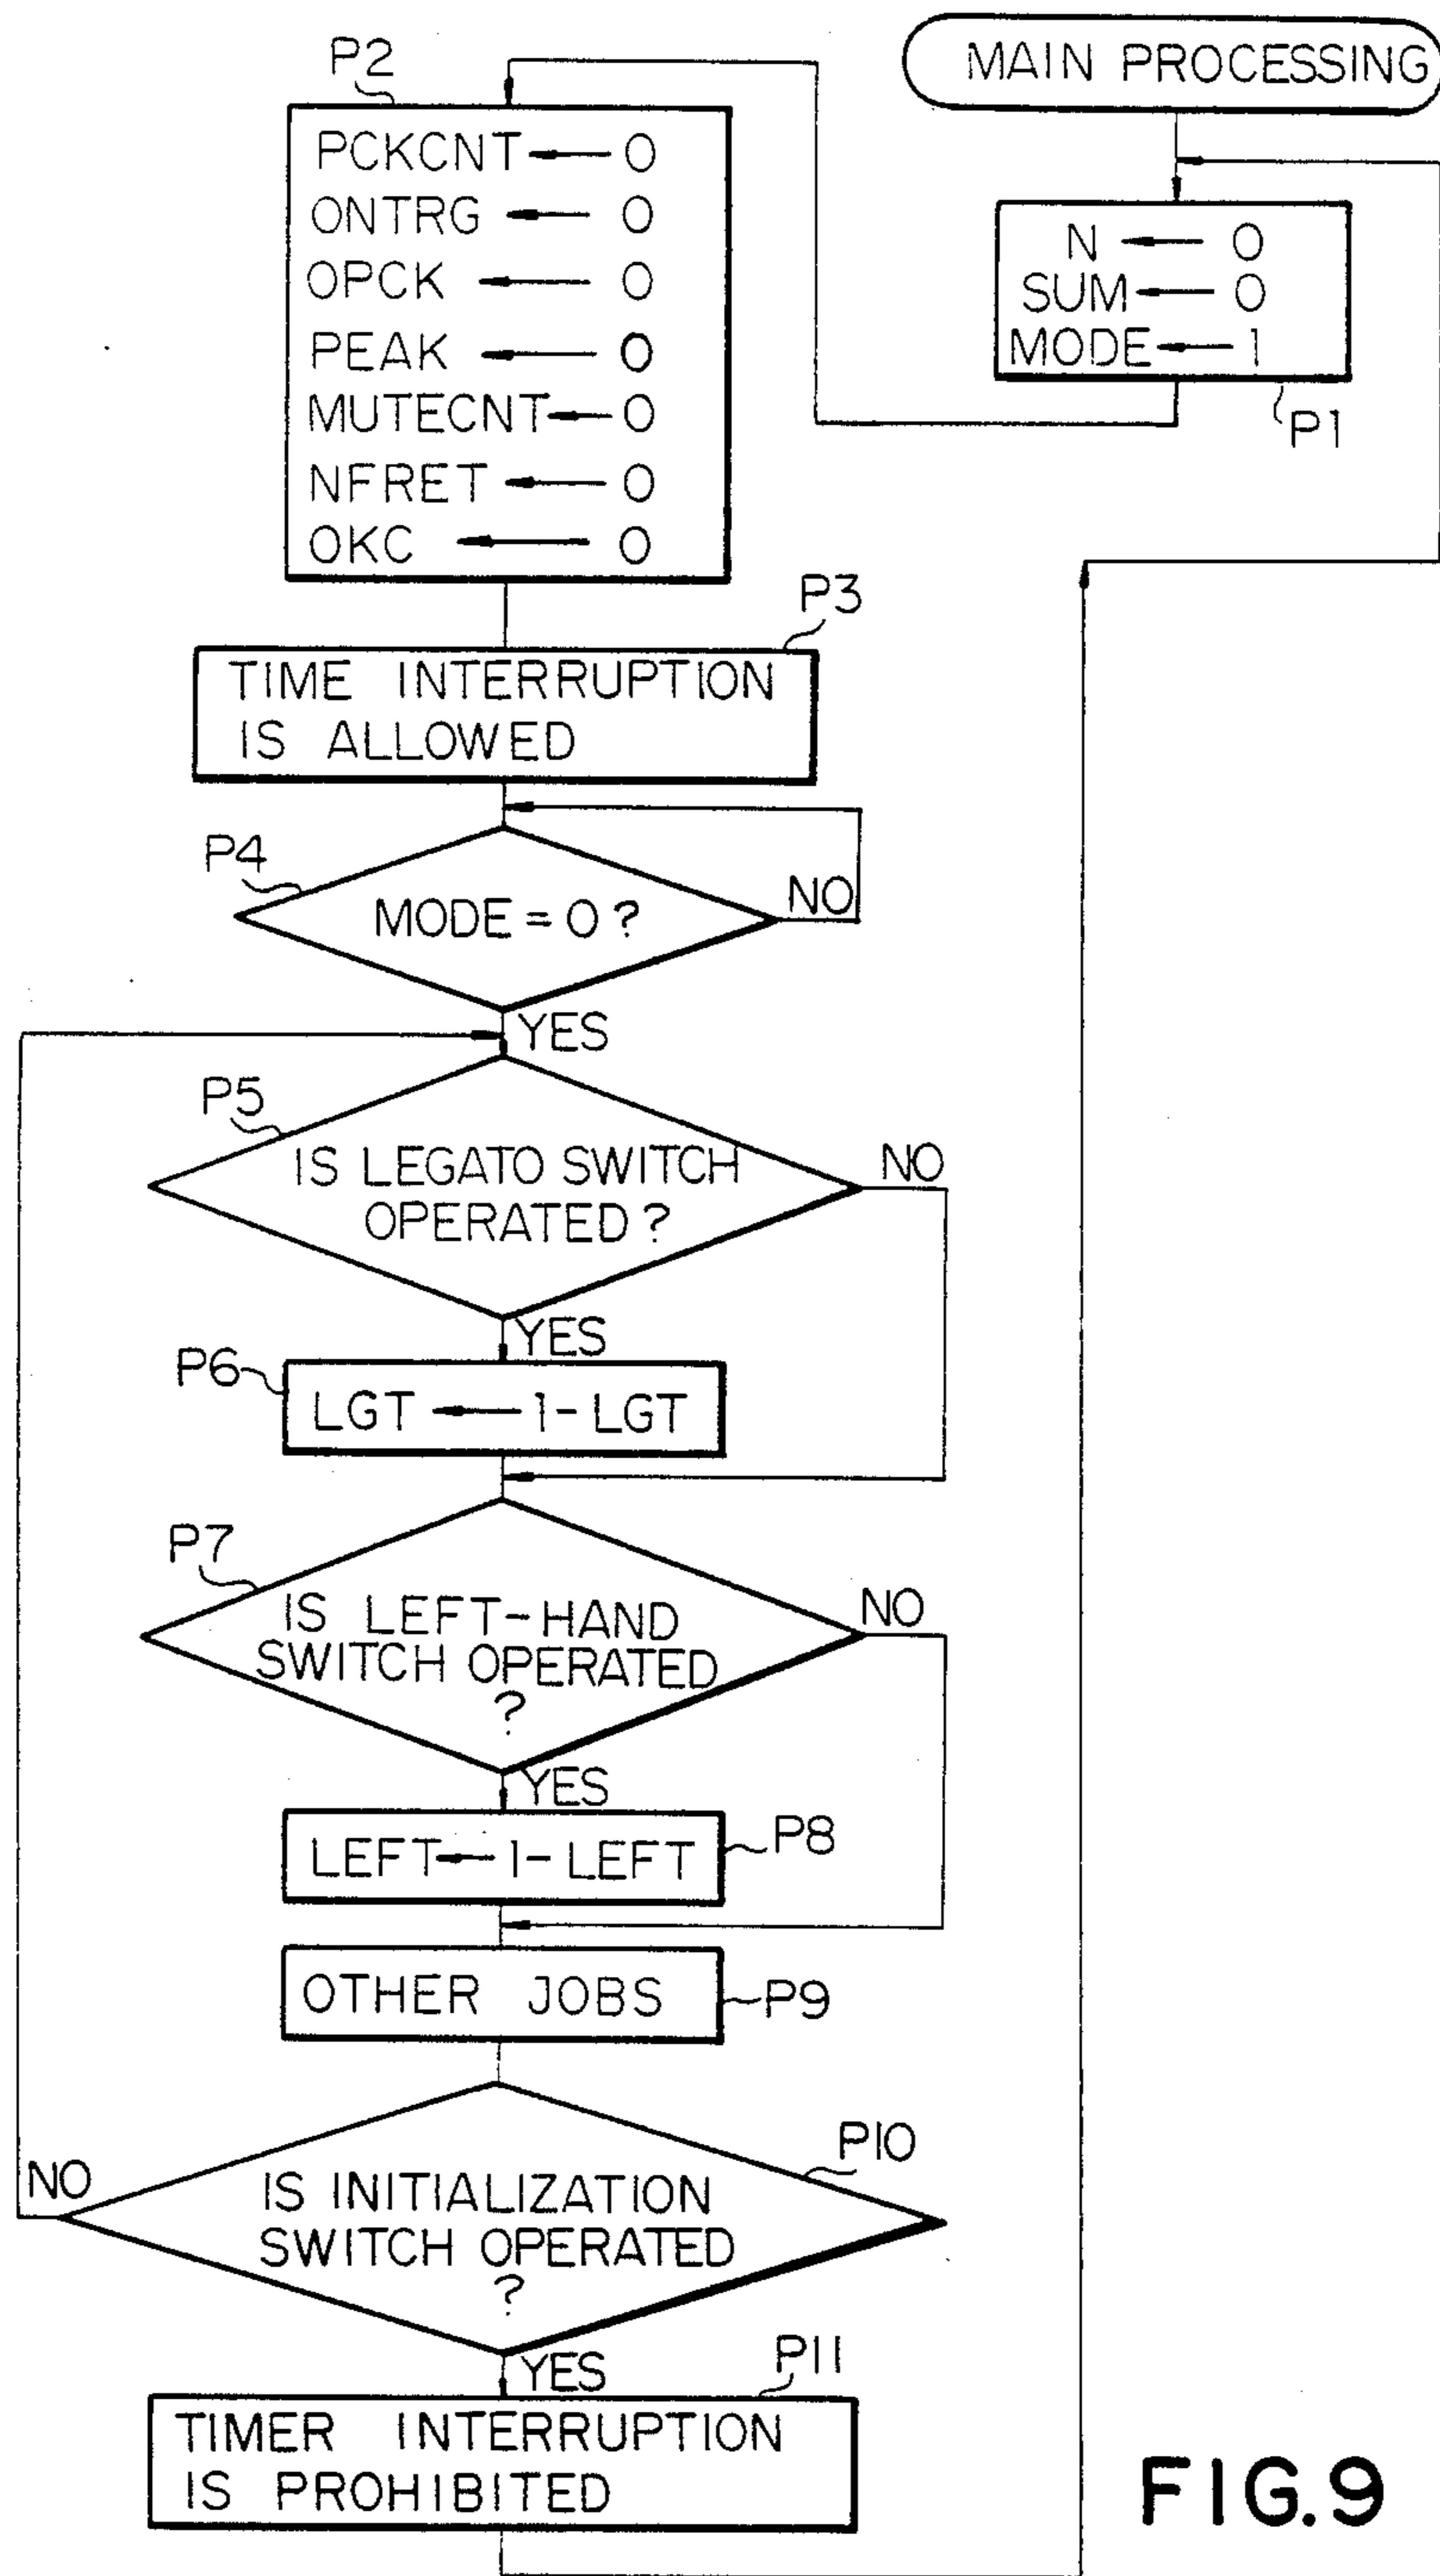 MAIN PROCESSING
N ← 0
SUM ← 0
MODE ← 1
P1
P2
PCKCNT ← 0
ONTRG ← 0
OPCK ← 0
PEAK ← 0
MUTECNT ← 0
NFRET ← 0
OKC ← 0
P3
TIME INTERRUPTION
IS ALLOWED
P4
MODE = 0 ?
NO
YES
P5
IS LEGATO SWITCH
OPERATED ?
NO
YES
P6
LGT ← 1 - LGT
P7
IS LEFT-HAND
SWITCH OPERATED
?
NO
YES
LEFT ← 1 - LEFT
P8
OTHER JOBS
P9
P10
IS INITIALIZATION
SWITCH OPERATED
?
NO
YES
P11
TIMER INTERRUPTION
IS PROHIBITED
FIG.9